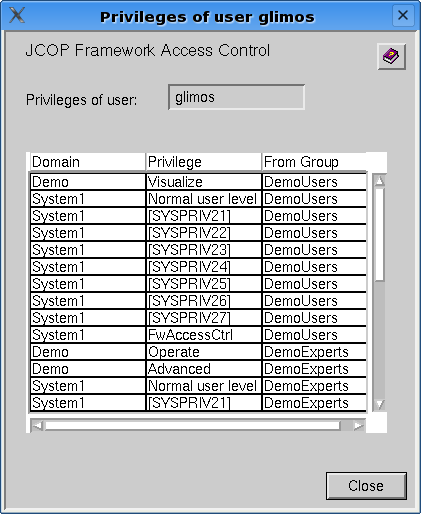 Privileges of user glimos
JCOP Framework Access Control
Privileges of user: glimos
Domain Privilege From Group
Demo Visualize DemoUsers
System1 Normal user level DemoUsers
System1 [SYSPRIV21] DemoUsers
System1 [SYSPRIV22] DemoUsers
System1 [SYSPRIV23] DemoUsers
System1 [SYSPRIV24] DemoUsers
System1 [SYSPRIV25] DemoUsers
System1 [SYSPRIV26] DemoUsers
System1 [SYSPRIV27] DemoUsers
System1 FwAccessCtrl DemoUsers
Demo Operate DemoExperts
Demo Advanced DemoExperts
System1 Normal user level DemoExperts
System1 [SYSPRIV21] DemoExperts
Close